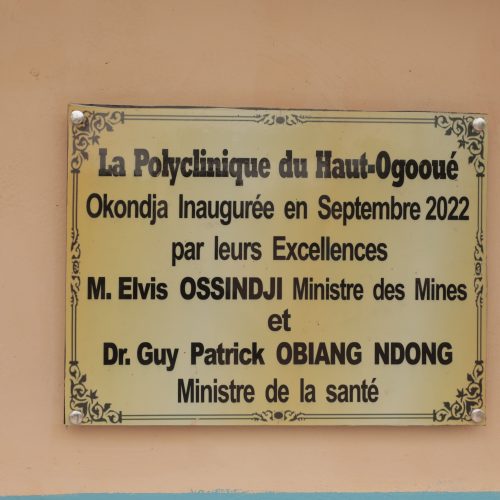 La Polyclinique du Haut-Ogooué
Okondja Inaugurée en Septembre 2022
par leurs Excellences
M. Elvis OSSINDJI Ministre des Mines
et
Dr. Guy Patrick OBIANG NDONG
Ministre de la santé